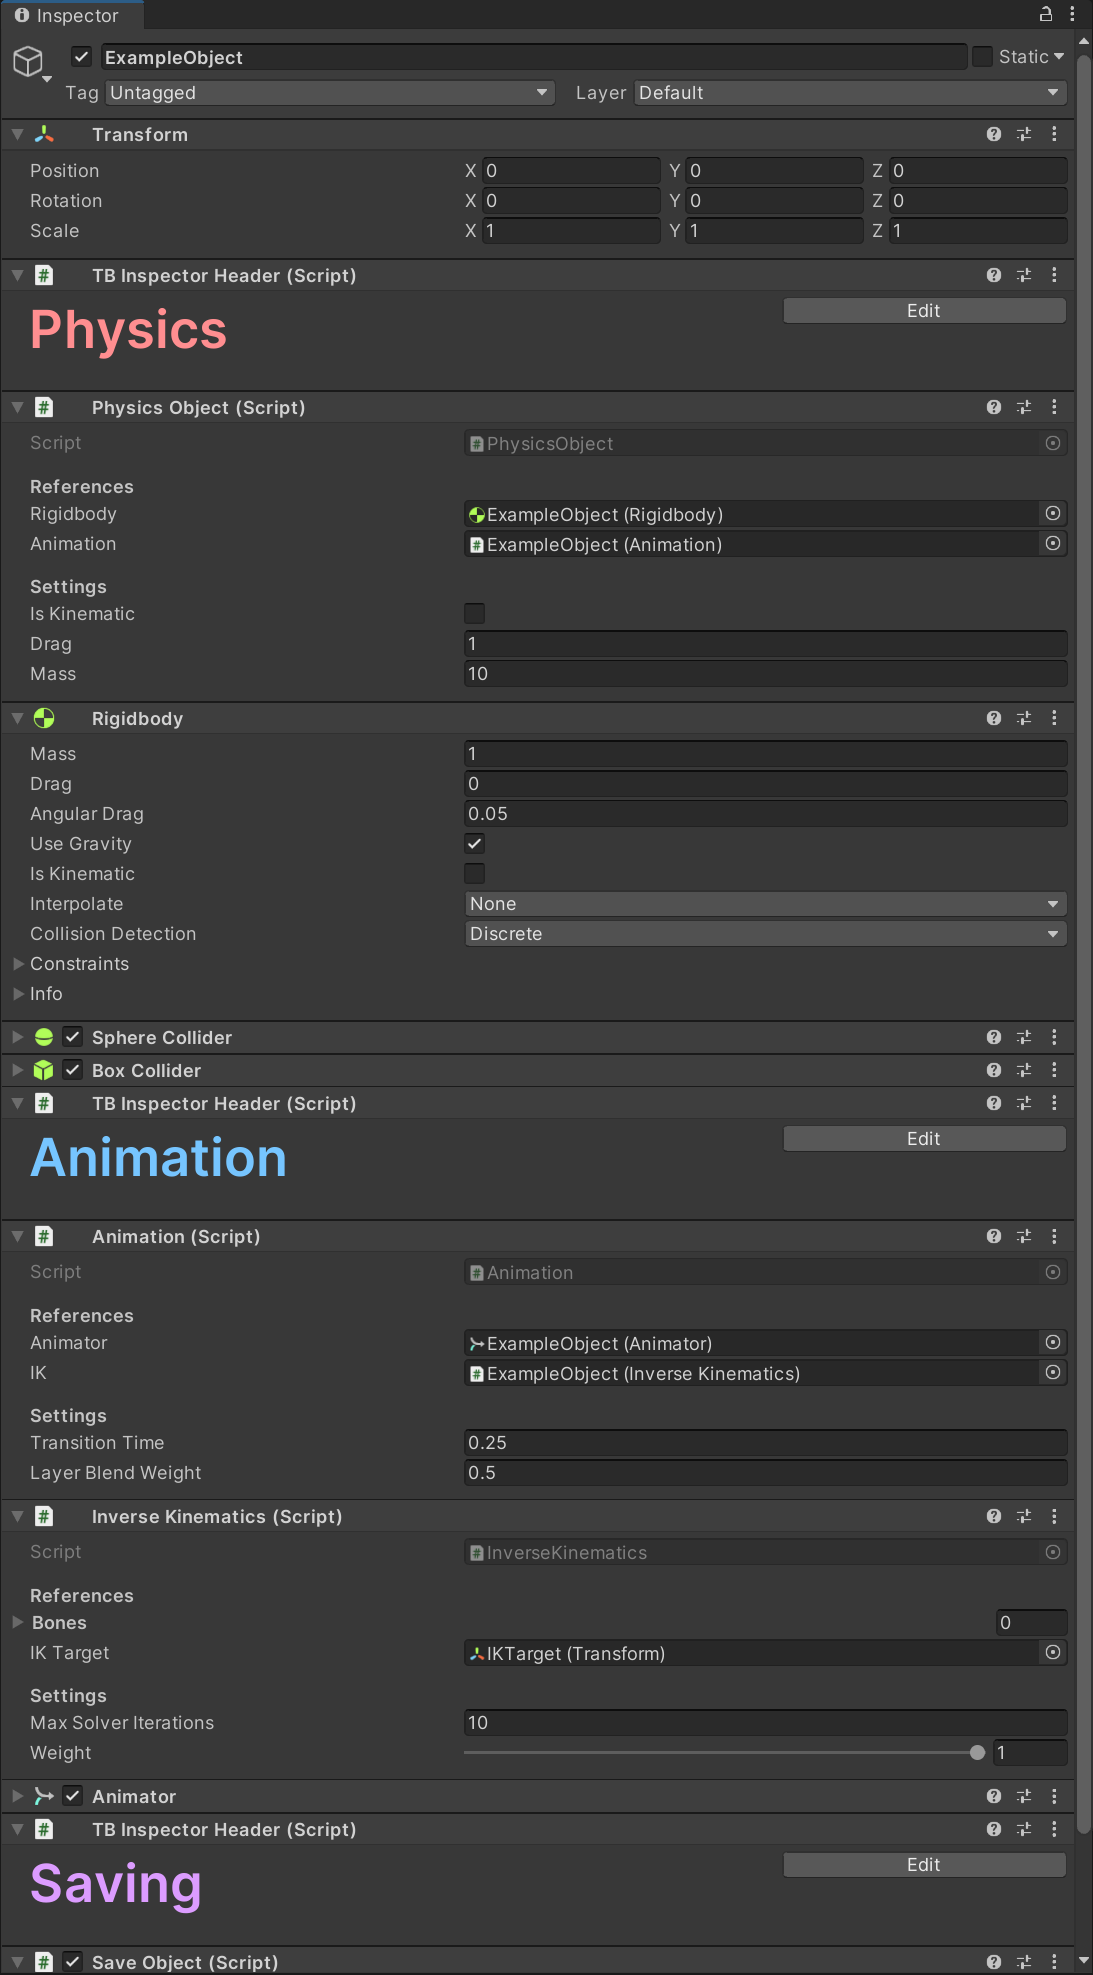 Inspector
ExampleObject Static
Tag Untagged Layer Default
Transform
Position X 0 Y 0 Z 0
Rotation X 0 Y 0 Z 0
Scale X 1 Y 1 Z 1
TB Inspector Header (Script)
Edit
Physics
Physics Object (Script)
Script PhysicsObject
References
Rigidbody ExampleObject (Rigidbody)
Animation ExampleObject (Animation)
Settings
Is Kinematic
Drag 1
Mass 10
Rigidbody
Mass 1
Drag 0
Angular Drag 0.05
Use Gravity
Is Kinematic
Interpolate None
Collision Detection Discrete
Constraints
Info
Sphere Collider
Box Collider
TB Inspector Header (Script)
Edit
Animation
Animation (Script)
Script Animation
References
Animator ExampleObject (Animator)
IK ExampleObject (Inverse Kinematics)
Settings
Transition Time 0.25
Layer Blend Weight 0.5
Inverse Kinematics (Script)
Script InverseKinematics
References
Bones 0
IK Target IKTarget (Transform)
Settings
Max Solver Iterations 10
Weight 1
Animator
TB Inspector Header (Script)
Edit
Saving
Save Object (Script)